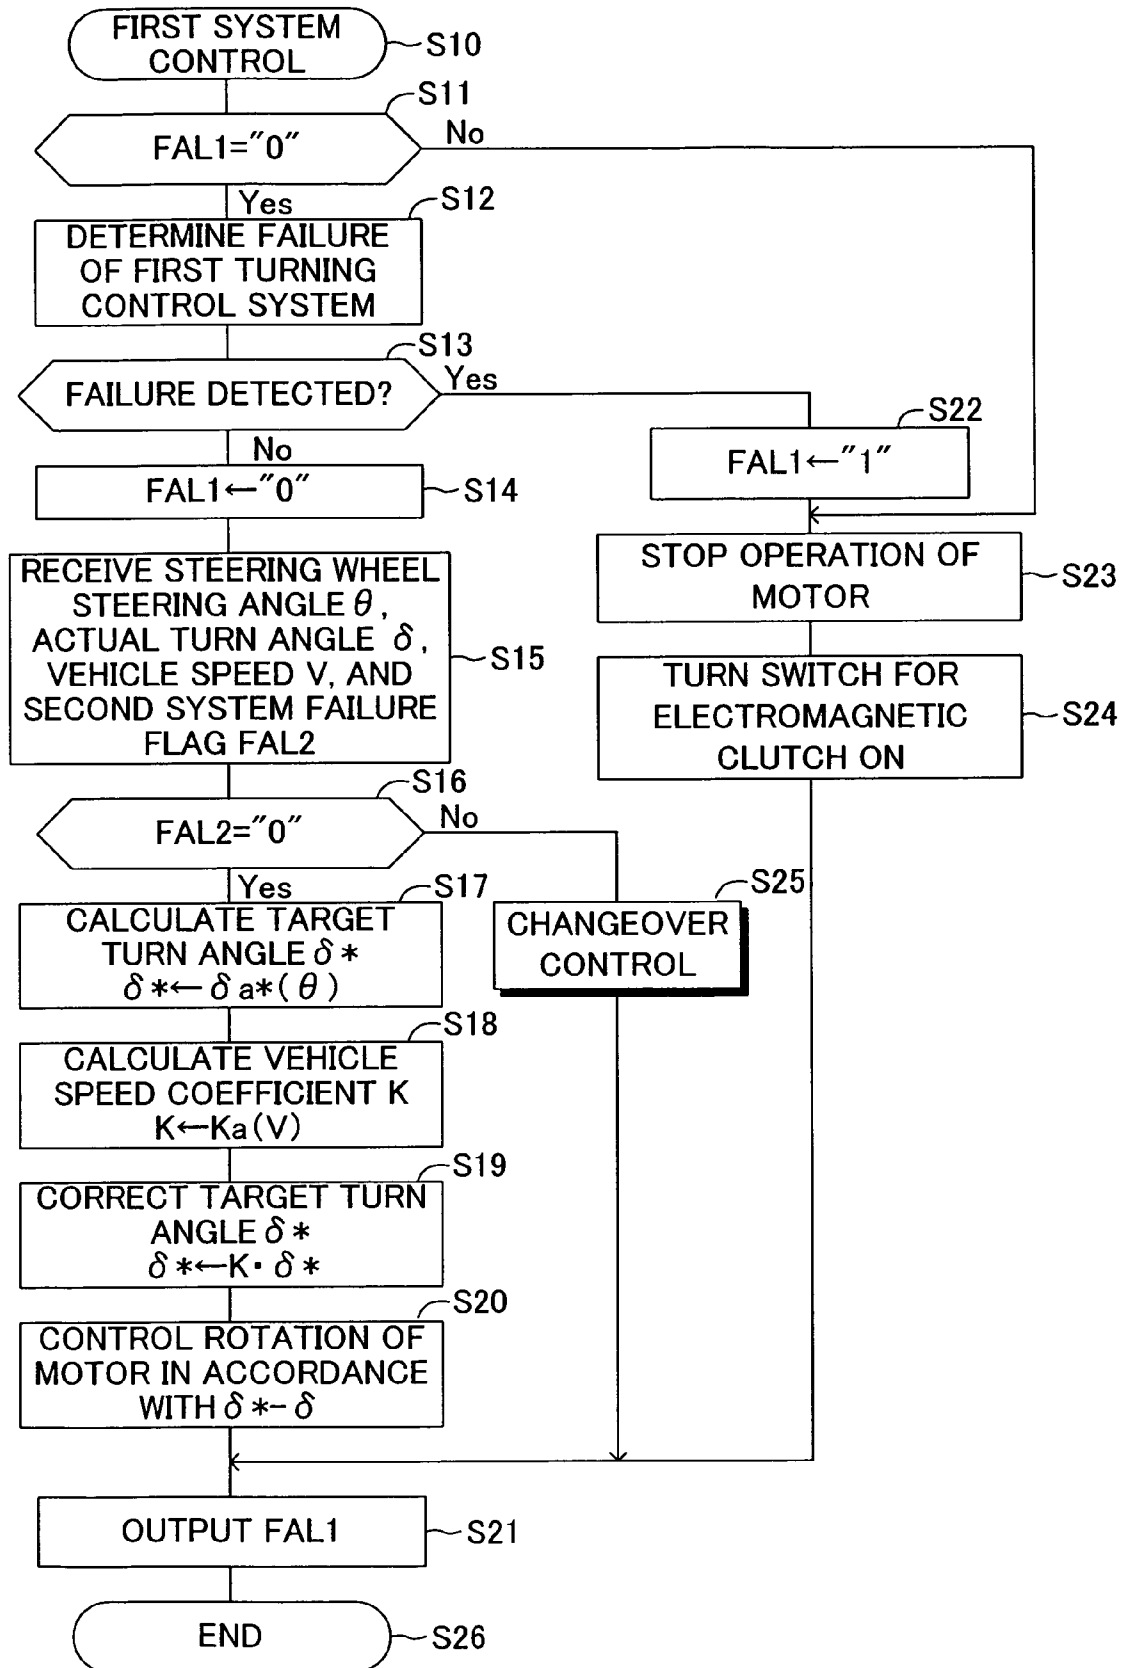 FIRST SYSTEM
CONTROL
S10
S11
FAL1="0"
No
Yes
S12
DETERMINE FAILURE
OF FIRST TURNING
CONTROL SYSTEM
S13
FAILURE DETECTED?
Yes
No
S22
FAL1←"1"
FAL1←"0"
S14
STOP OPERATION OF
MOTOR
S23
RECEIVE STEERING WHEEL
STEERING ANGLE θ,
ACTUAL TURN ANGLE δ,
VEHICLE SPEED V, AND
SECOND SYSTEM FAILURE
FLAG FAL2
S15
TURN SWITCH FOR
ELECTROMAGNETIC
CLUTCH ON
S24
S16
FAL2="0"
No
Yes
S17
CALCULATE TARGET
TURN ANGLE δ*
δ*←δa*(θ)
S25
CHANGEOVER
CONTROL
S18
CALCULATE VEHICLE
SPEED COEFFICIENT K
K←Ka(V)
S19
CORRECT TARGET TURN
ANGLE δ*
δ*←K·δ*
S20
CONTROL ROTATION OF
MOTOR IN ACCORDANCE
WITH δ*-δ
OUTPUT FAL1
S21
END
S26